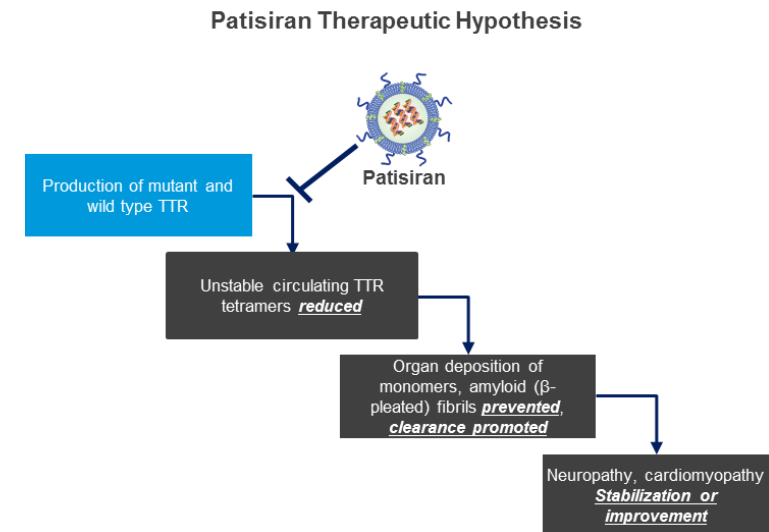 Patisiran Therapeutic Hypothesis
Patisiran
Production of mutant and
wild type TTR
Unstable circulating TTR
tetramers reduced
Organ deposition of
monomers, amyloid (β-
pleated) fibrils prevented,
clearance promoted
Neuropathy, cardiomyopathy
Stabilization or
improvement